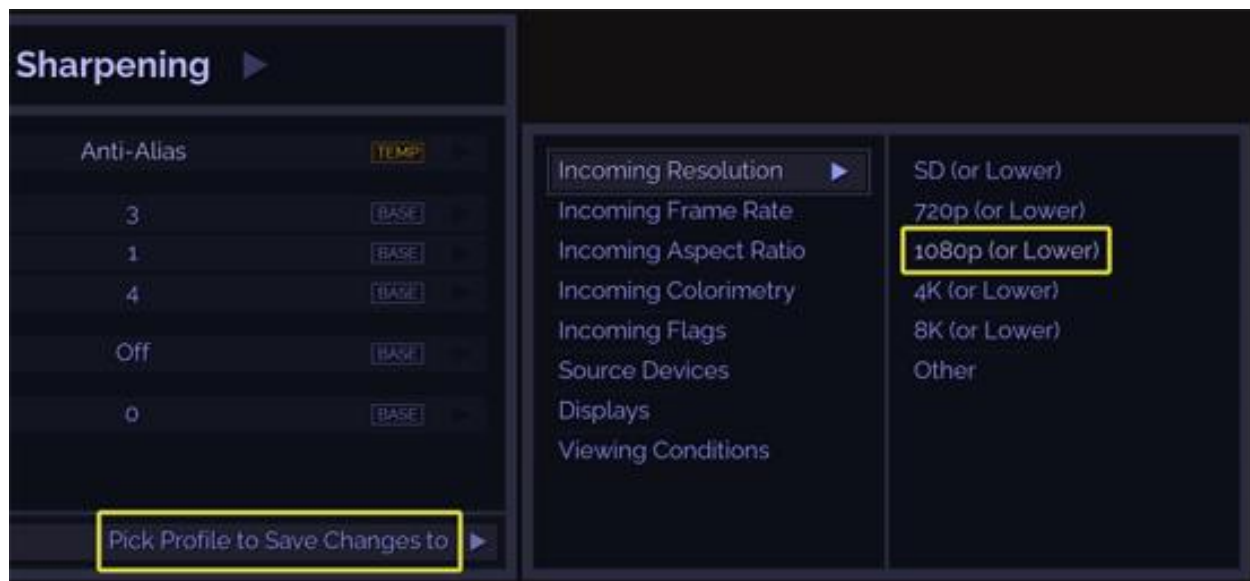 Sharpening
Anti-Alias TEMP
3 BASE
1 BASE
4 BASE
Off BASE
0 BASE
Pick Profile to Save Changes to
Incoming Resolution
Incoming Frame Rate
Incoming Aspect Ratio
Incoming Colorimetry
Incoming Flags
Source Devices
Displays
Viewing Conditions
SD (or Lower)
720p (or Lower)
1080p (or Lower)
4K (or Lower)
8K (or Lower)
Other